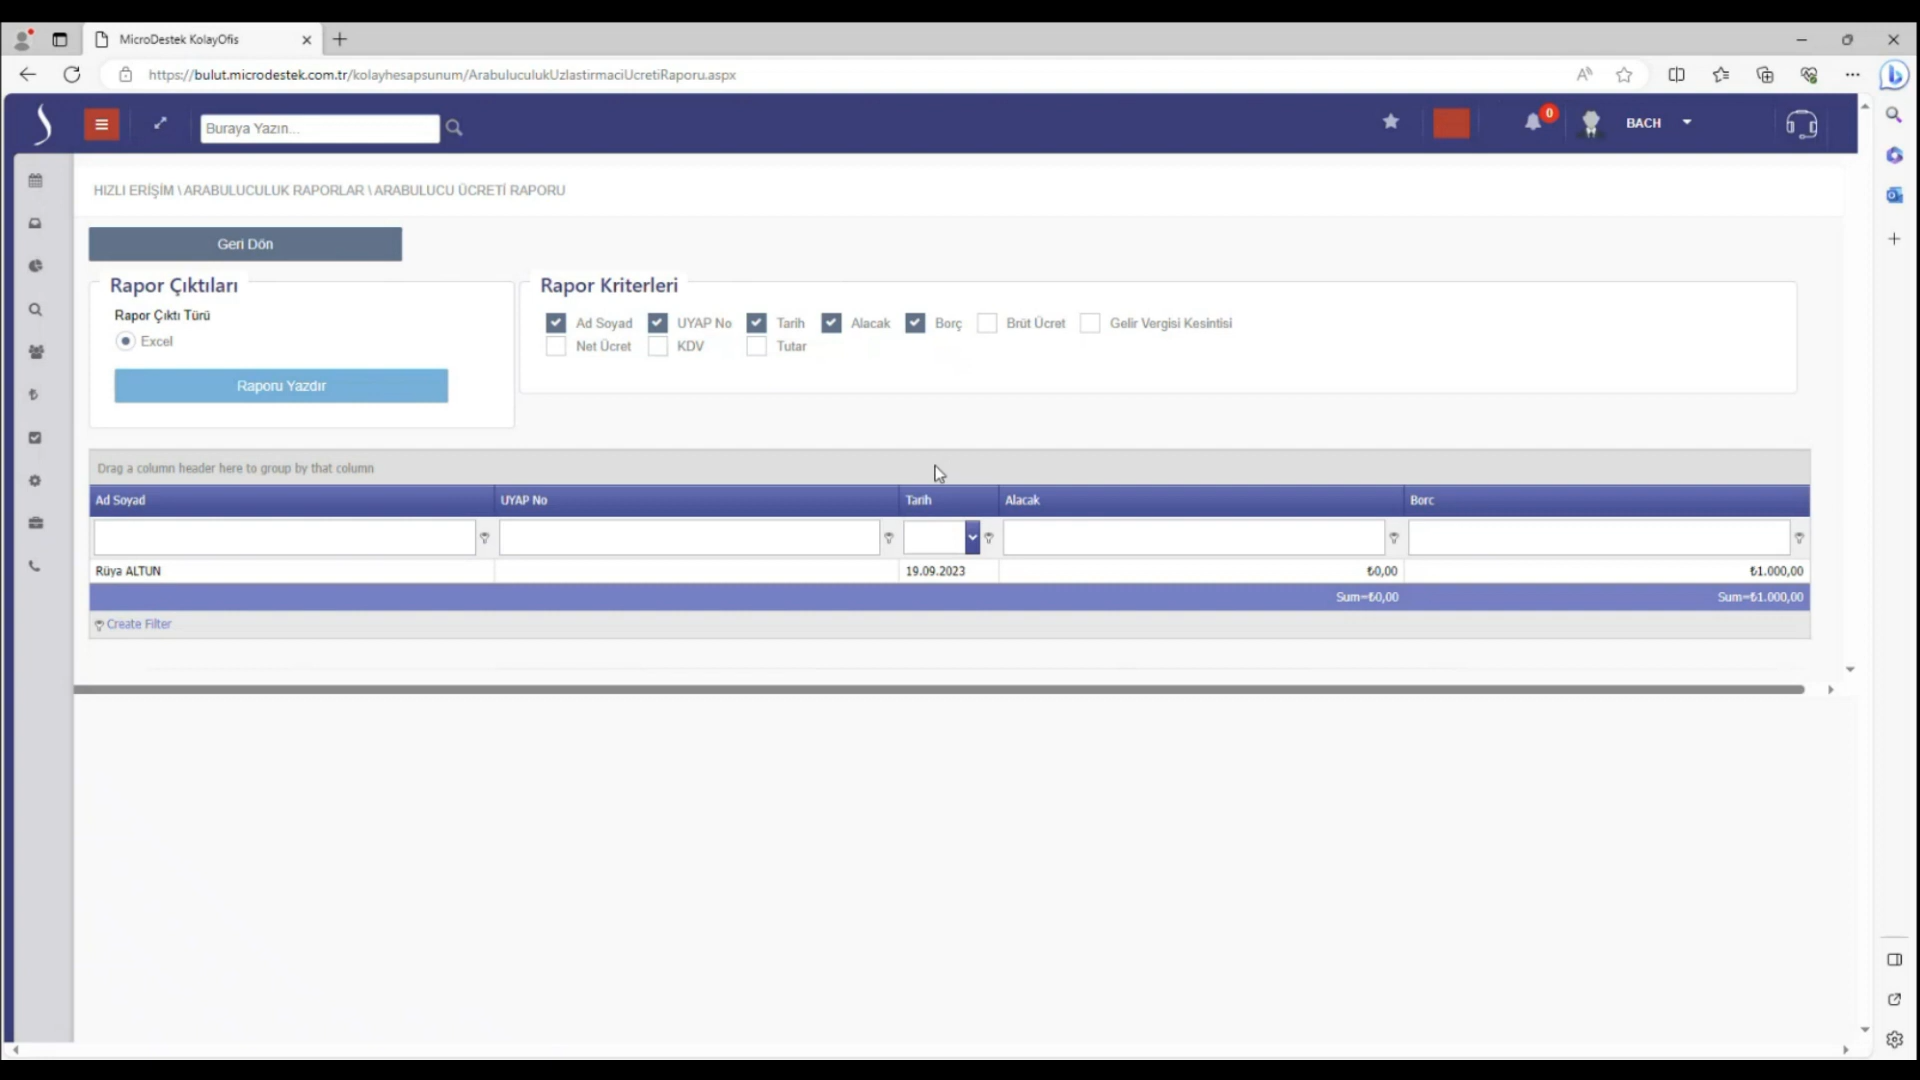 MicroDestek KolayOfis
https://bulut.microdestek.com.tr/kolayhesapsunum/ArabuluculukUzlastirmaciUcretiRaporu.aspx
Buraya Yazın...
0
BACH
HIZLI ERİŞİM \ ARABULUCULUK RAPORLAR \ ARABULUCU ÜCRETİ RAPORU
Geri Dön
Rapor Çıktıları
Rapor Çıktı Türü
Excel
Raporu Yazdır
Rapor Kriterleri
Ad Soyad UYAP No Tarih Alacak Borç Brüt Ücret Gelir Vergisi Kesintisi
Net Ücret KDV Tutar
Drag a column header here to group by that column
Ad Soyad UYAP No Tarih Alacak Borc
Rüya ALTUN 19.09.2023 ₺0,00 ₺1.000,00
Sum=₺0,00 Sum=₺1.000,00
Create Filter